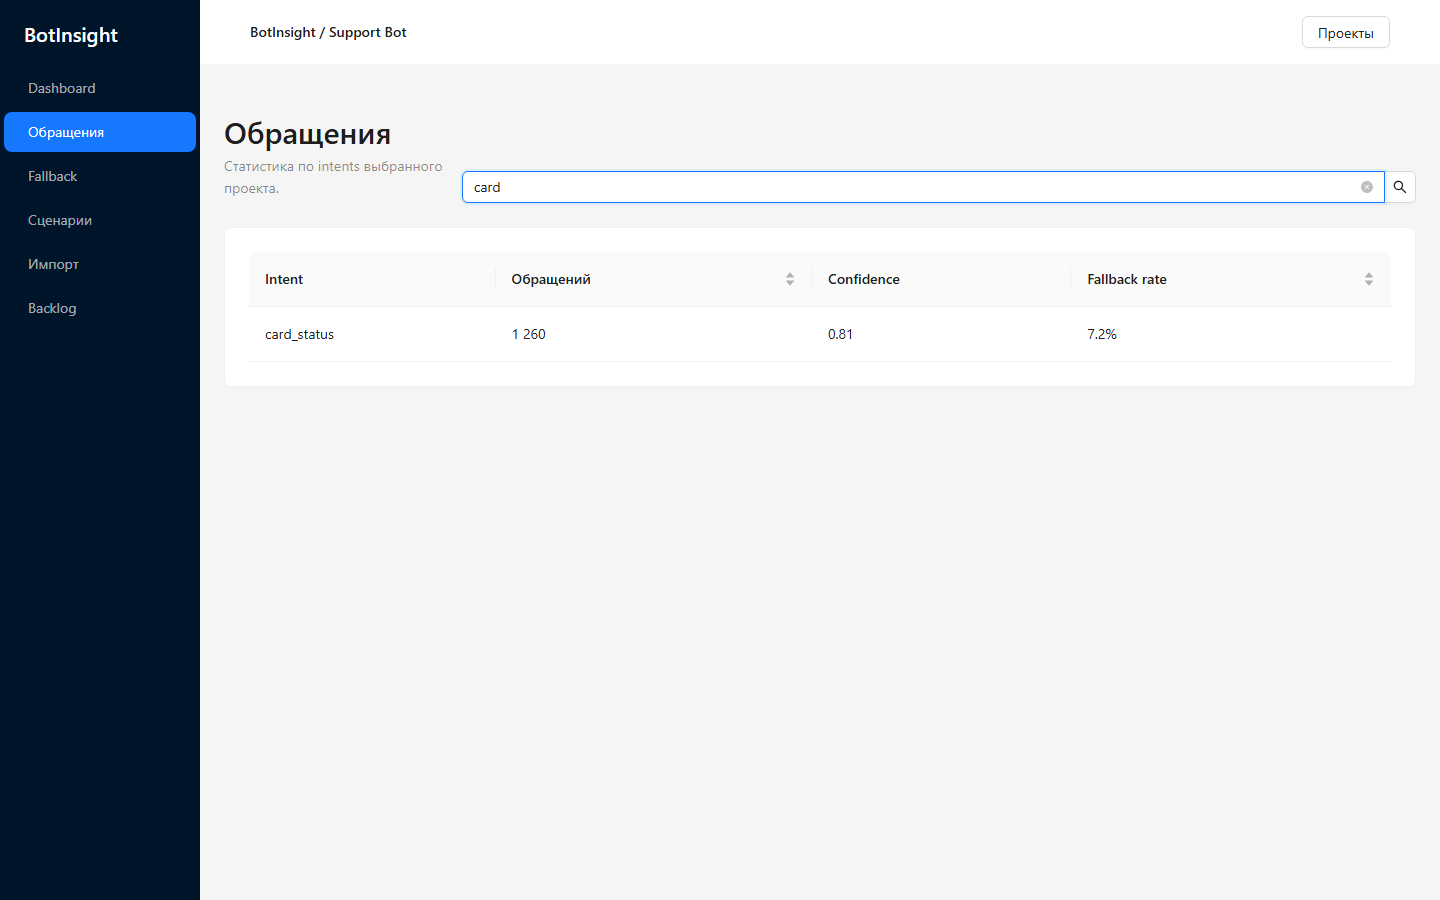 BotInsight
BotInsight / Support Bot
Проекты
Dashboard
Обращения
Fallback
Сценарии
Импорт
Backlog
Обращения
Статистика по intents выбранного
проекта.
card
Intent Обращений Confidence Fallback rate
card_status 1 260 0.81 7.2%